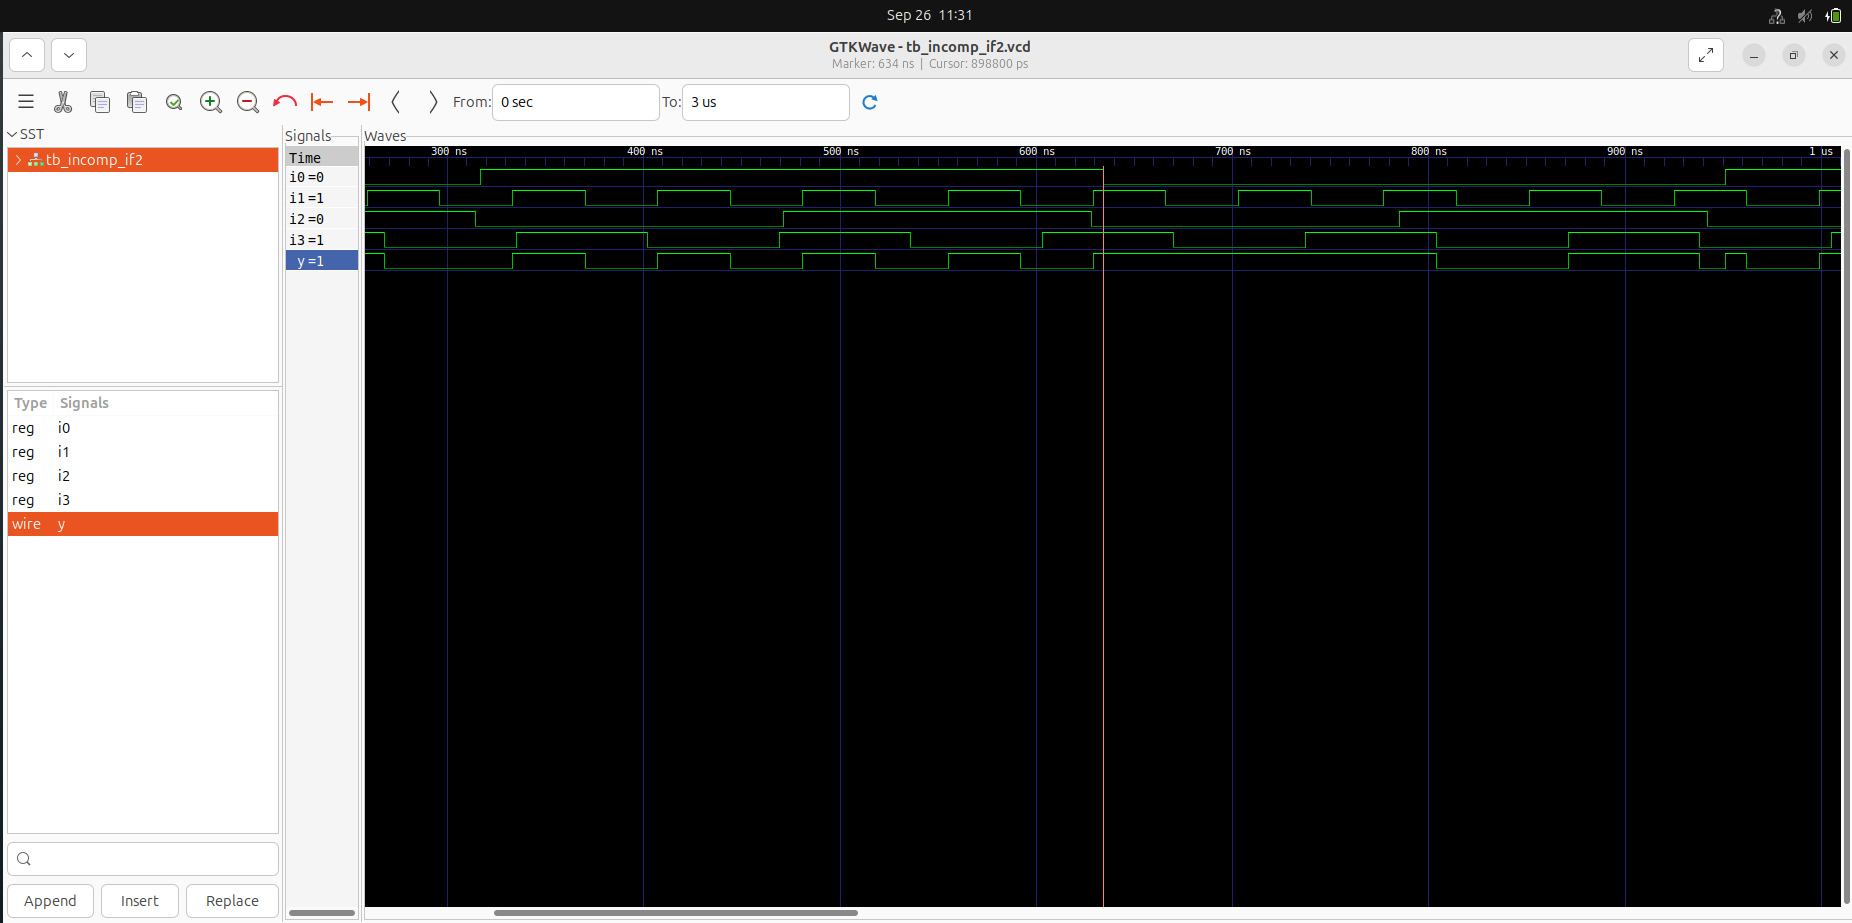 Sep 26 11:31
GTKWave - tb_incomp_if2.vcd
Marker: 634 ns | Cursor: 898800 ps
From: 0 sec To: 3 us
SST
tb_incomp_if2
Type Signals
reg i0
reg i1
reg i2
reg i3
wire y
Append Insert Replace
Signals
Time
i0 =0
i1 =1
i2 =0
i3 =1
y =1
Waves
300 ns 400 ns 500 ns 600 ns 700 ns 800 ns 900 ns 1 us